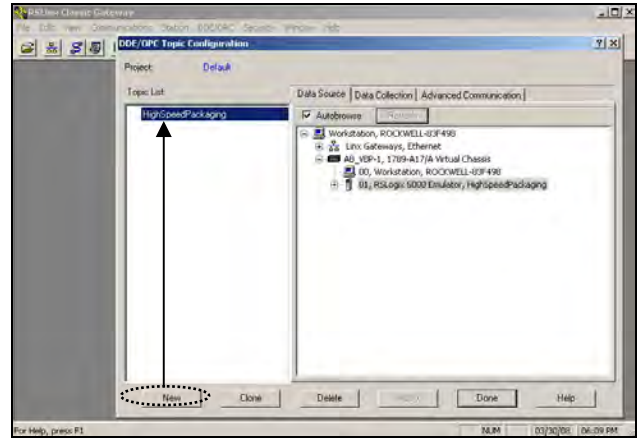 RSLinx Classic Gateway
File Edit View Communications Station DDE/OPC Security Window Help
DDE/OPC Topic Configuration
Project: Default
Topic List:
Data Source Data Collection Advanced Communication
HighSpeedPackaging
Autobrowse Refresh
Workstation, ROCKWELL-83F498
Linx Gateways, Ethernet
AB_VBP-1, 1789-A17/A Virtual Chassis
00, Workstation, ROCKWELL-83F498
01, RSLogix 5000 Emulator, HighSpeedPackaging
New Clone Delete Apply Done Help
For Help, press F1
NUM 03/30/08 06:09 PM